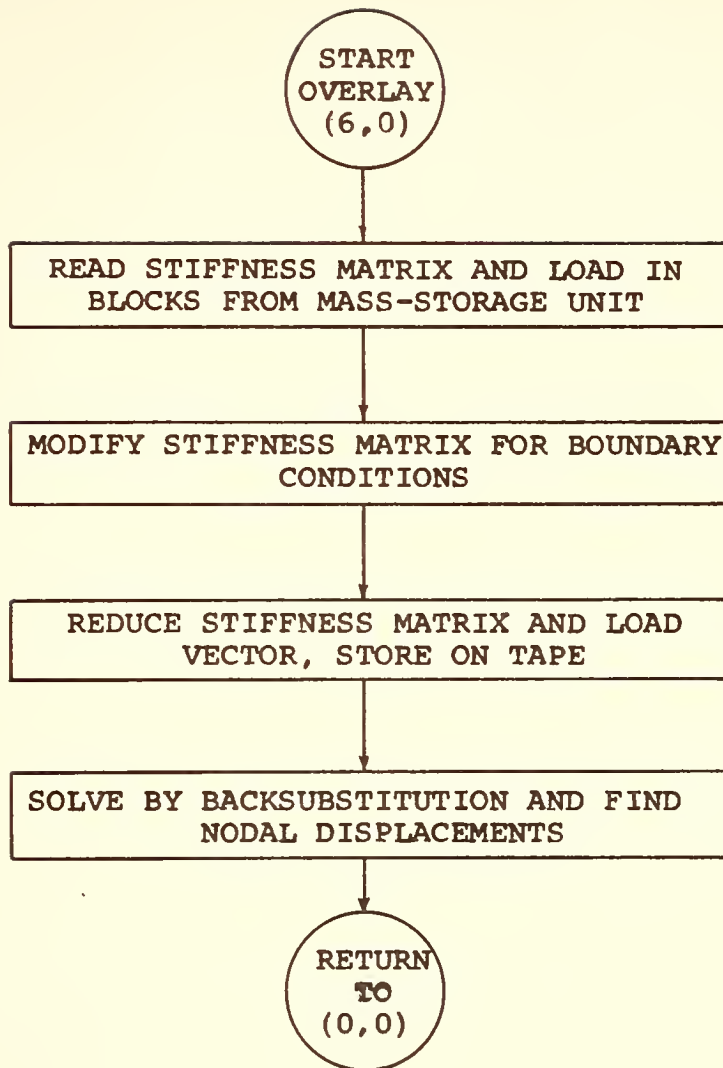 START
OVERLAY
(6,0)
READ STIFFNESS MATRIX AND LOAD IN
BLOCKS FROM MASS-STORAGE UNIT
MODIFY STIFFNESS MATRIX FOR BOUNDARY
CONDITIONS
REDUCE STIFFNESS MATRIX AND LOAD
VECTOR, STORE ON TAPE
SOLVE BY BACKSUBSTITUTION AND FIND
NODAL DISPLACEMENTS
RETURN
TO
(0,0)